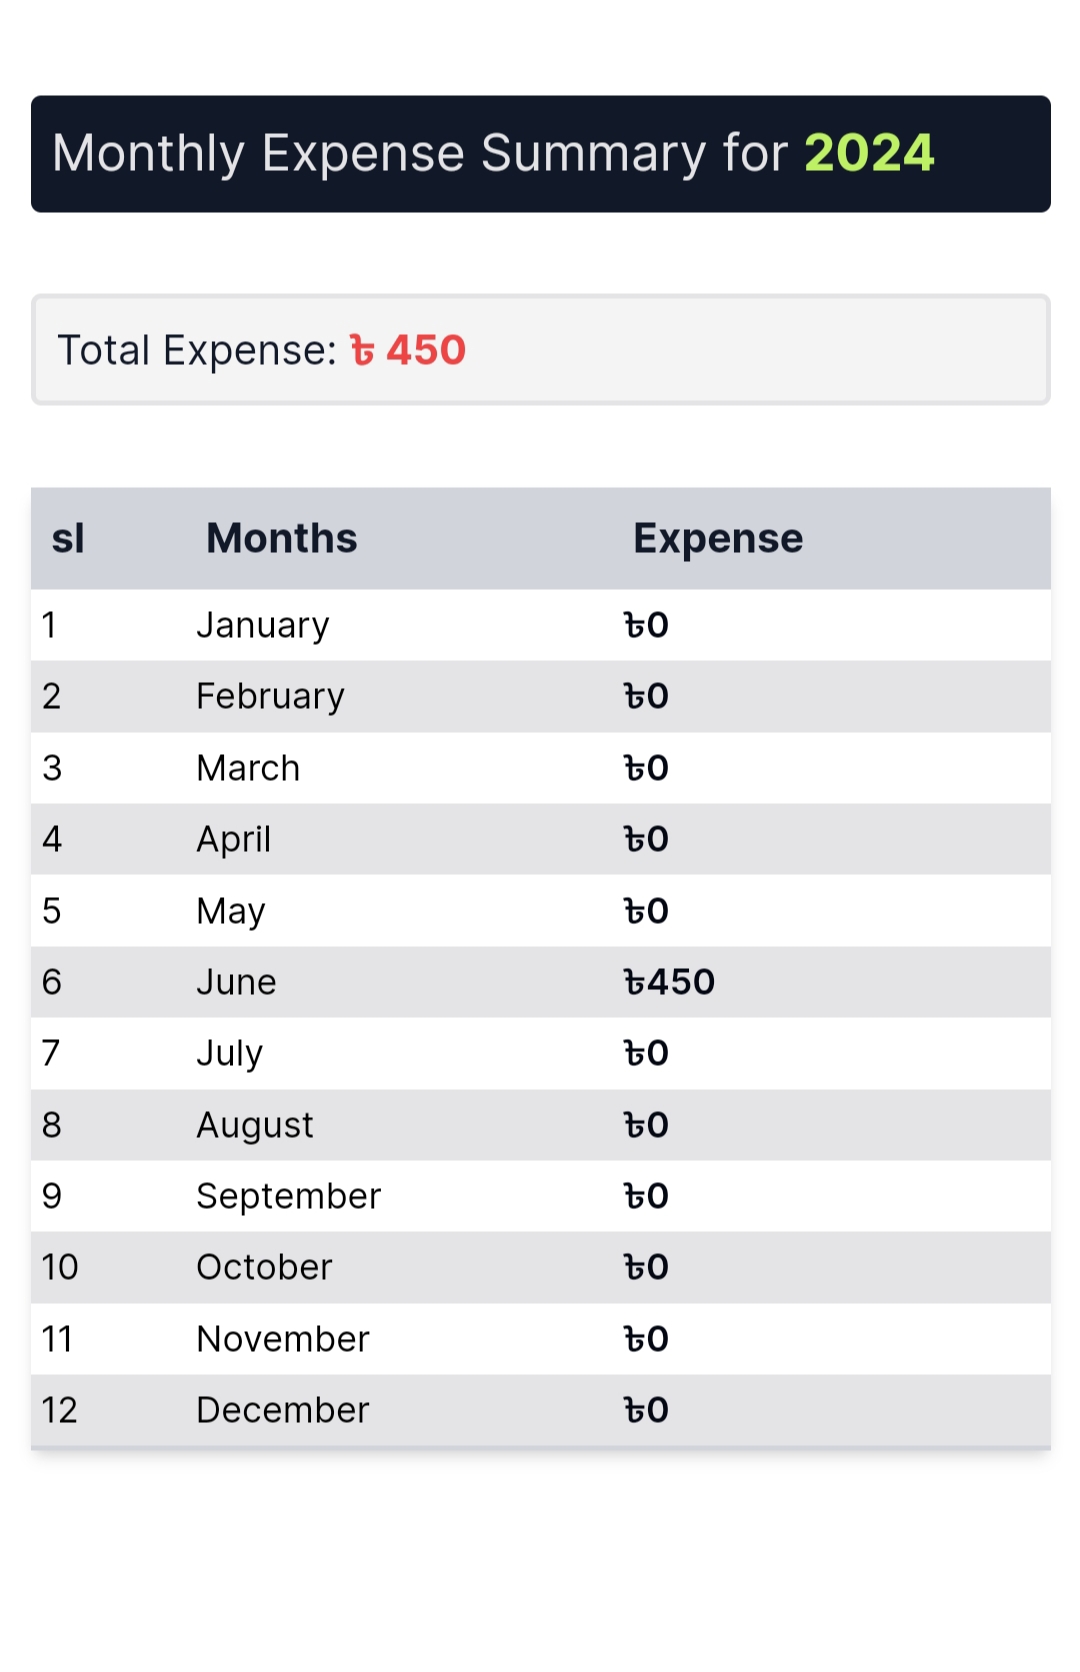 Monthly Expense Summary for 2024
Total Expense: ৳ 450
sl Months Expense
1 January ৳0
2 February ৳0
3 March ৳0
4 April ৳0
5 May ৳0
6 June ৳450
7 July ৳0
8 August ৳0
9 September ৳0
10 October ৳0
11 November ৳0
12 December ৳0